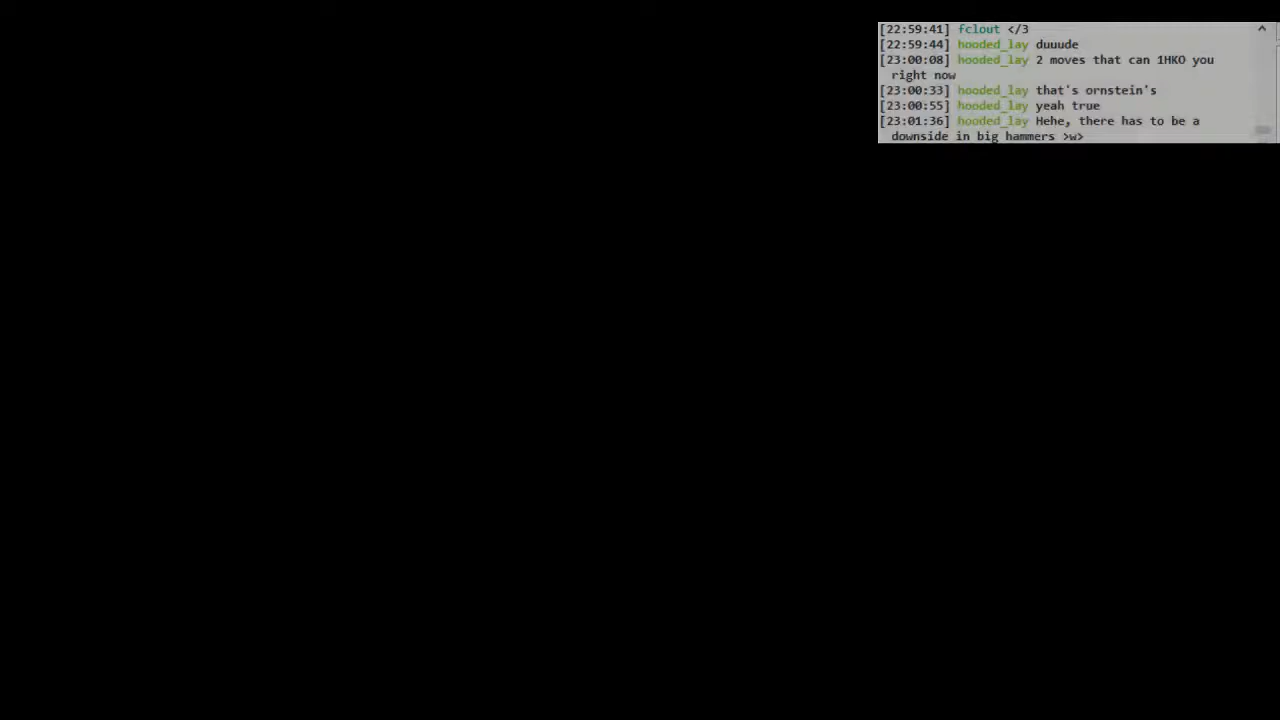 [22:59:41] fclout </3
[22:59:44] hooded_lay duuude
[23:00:08] hooded_lay 2 moves that can 1HKO you
right now
[23:00:33] hooded_lay that's ornstein's
[23:00:55] hooded_lay yeah true
[23:01:36] hooded_lay Hehe, there has to be a
downside in big hammers >w>